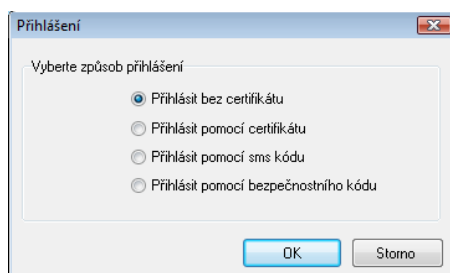 Přihlášení
Vyberte způsob přihlášení
Přihlásit bez certifikátu
Přihlásit pomocí certifikátu
Přihlásit pomocí sms kódu
Přihlásit pomocí bezpečnostního kódu
OK Storno